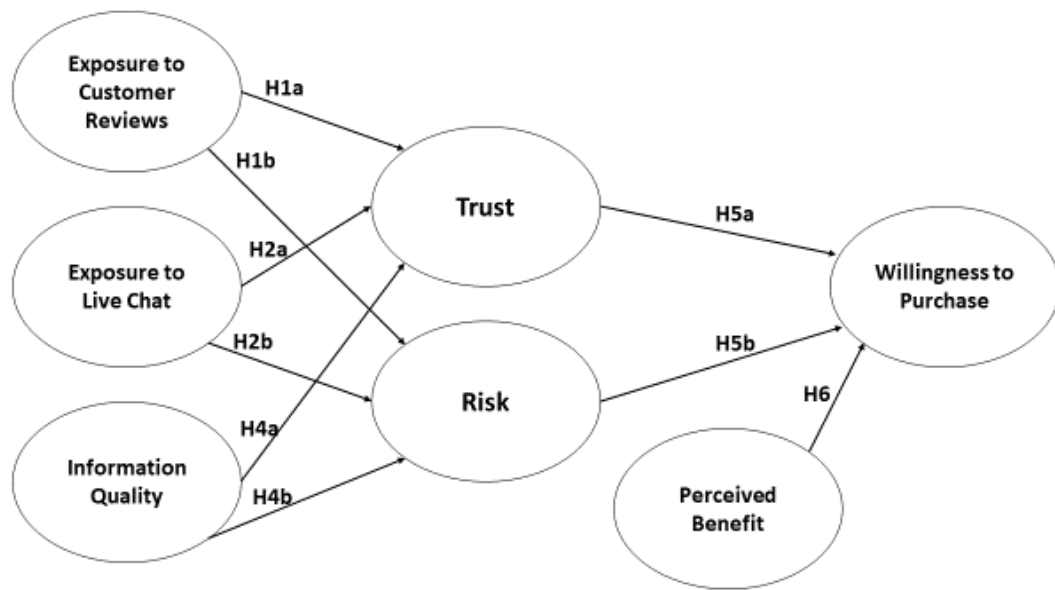 Exposure to
Customer
Reviews
H1a
H1b
Trust
H5a
H2a
Exposure to
Live Chat
Willingness to
Purchase
H2b
H5b
Risk
H6
H4a
Information
Quality
H4b
Perceived
Benefit